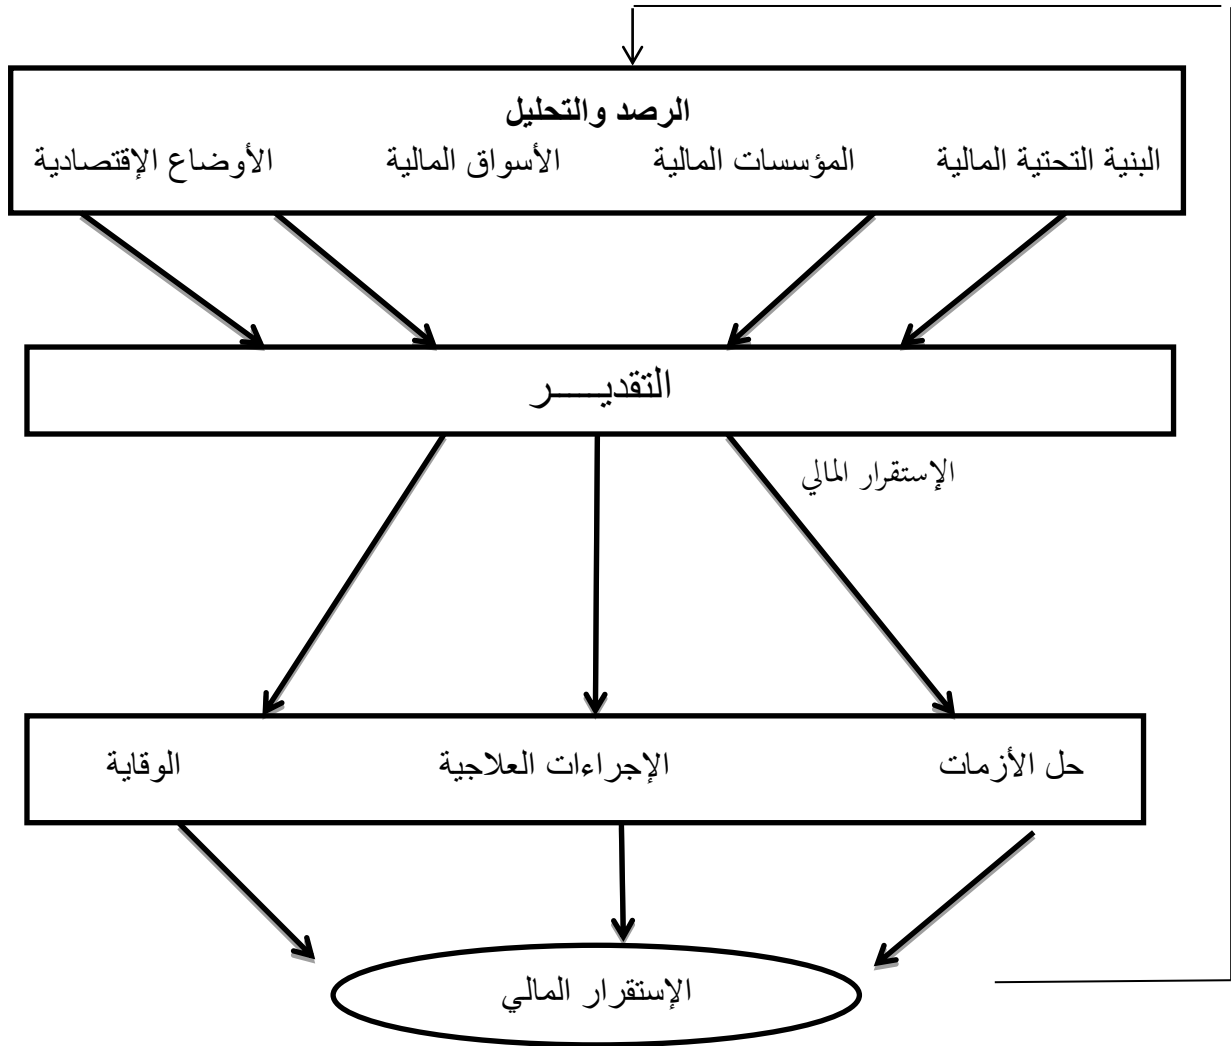 الرصد والتحليل
البنية التحتية المالية المؤسسات المالية الأسواق المالية الأوضاع الإقتصادية
التقديـــــر
الإستقرار المالي
حل الأزمات الإجراءات العلاجية الوقاية
الإستقرار المالي